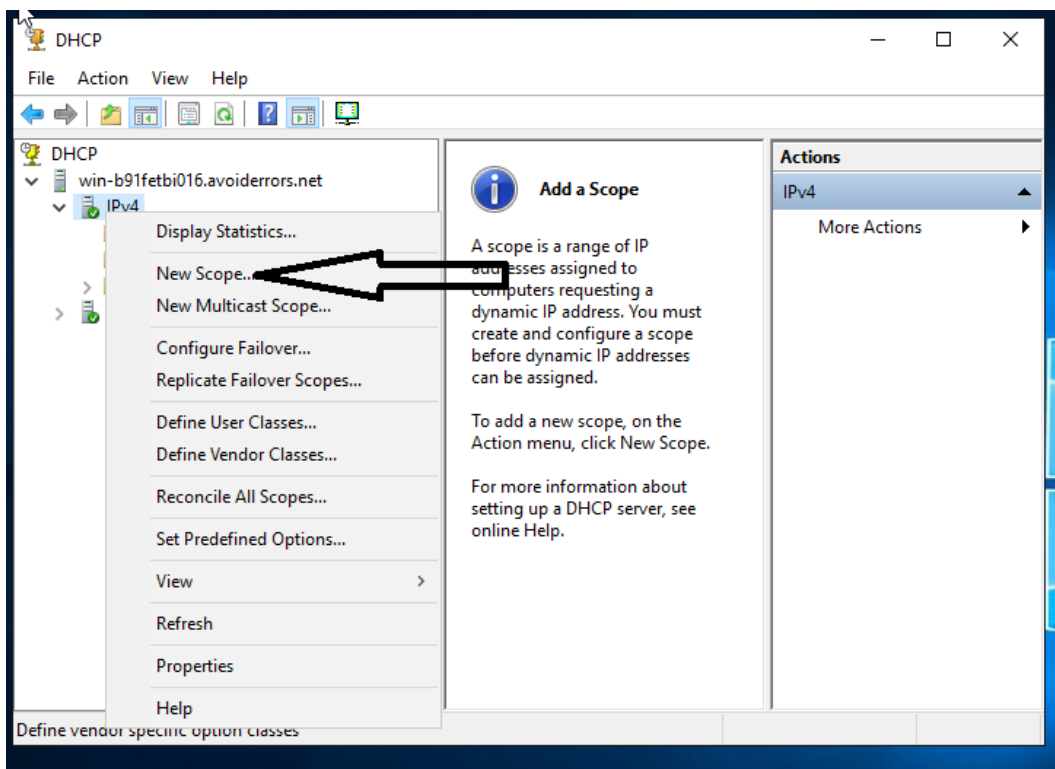 DHCP
File Action View Help
DHCP
win-b91fetbi016.avoiderrors.net
IPv4
Display Statistics...
New Scope...
New Multicast Scope...
Configure Failover...
Replicate Failover Scopes...
Define User Classes...
Define Vendor Classes...
Reconcile All Scopes...
Set Predefined Options...
View
Refresh
Properties
Help
Add a Scope
A scope is a range of IP
addresses assigned to
computers requesting a
dynamic IP address. You must
create and configure a scope
before dynamic IP addresses
can be assigned.
To add a new scope, on the
Action menu, click New Scope.
For more information about
setting up a DHCP server, see
online Help.
Actions
IPv4
More Actions
Define vendor specific option classes